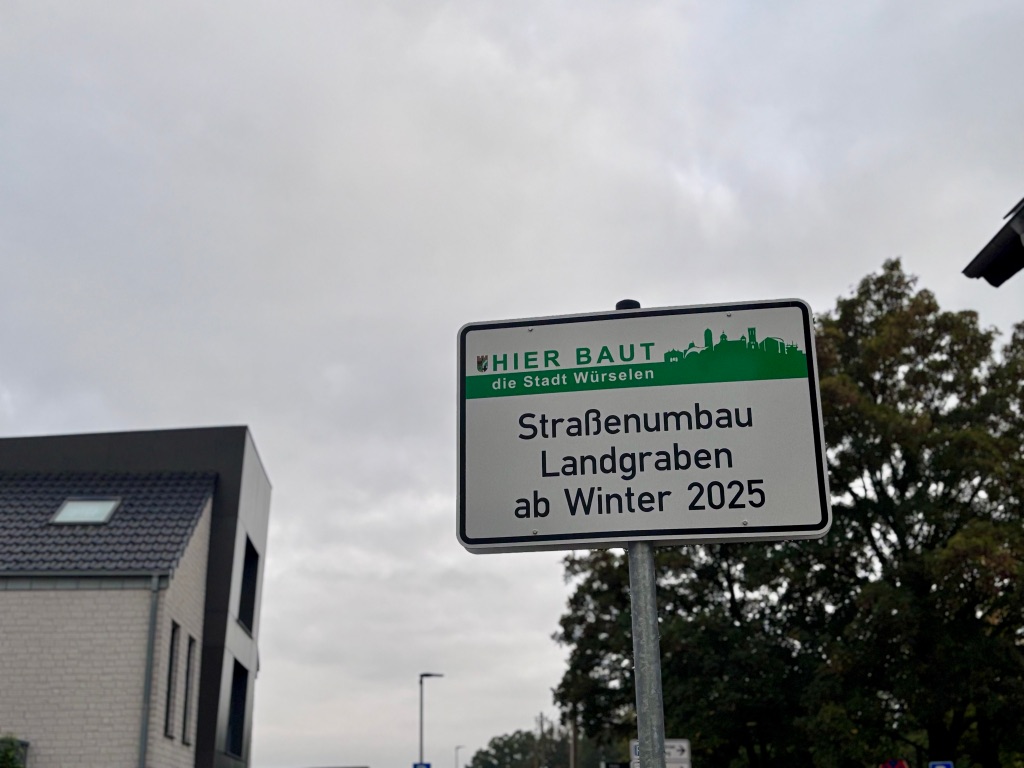 HIER BAUT
die Stadt Würselen
Straßenumbau
Landgraben
ab Winter 2025